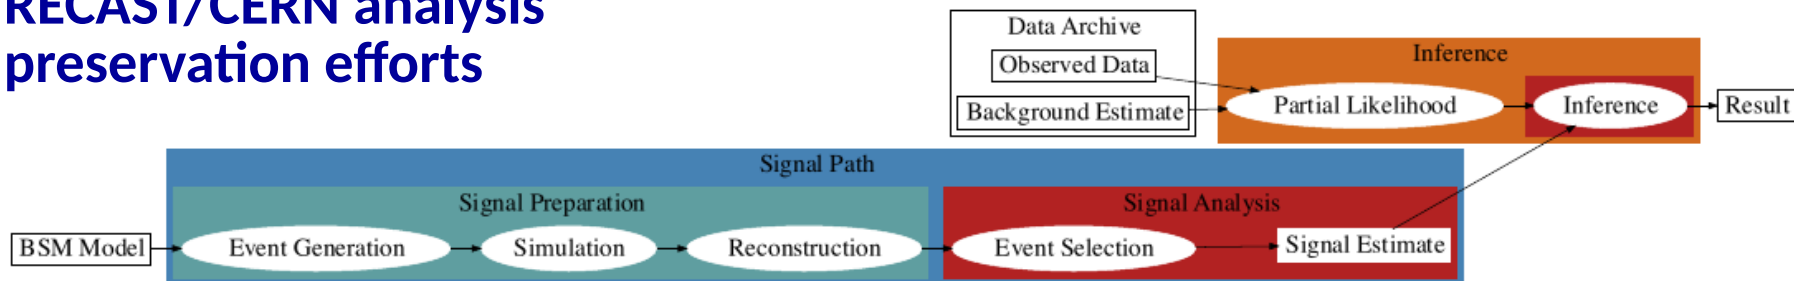 RECAST/CERN analysis
preservation efforts
Data Archive
Observed Data
Background Estimate
Inference
Partial Likelihood
Inference
Result
Signal Path
Signal Preparation
Signal Analysis
BSM Model
Event Generation
Simulation
Reconstruction
Event Selection
Signal Estimate